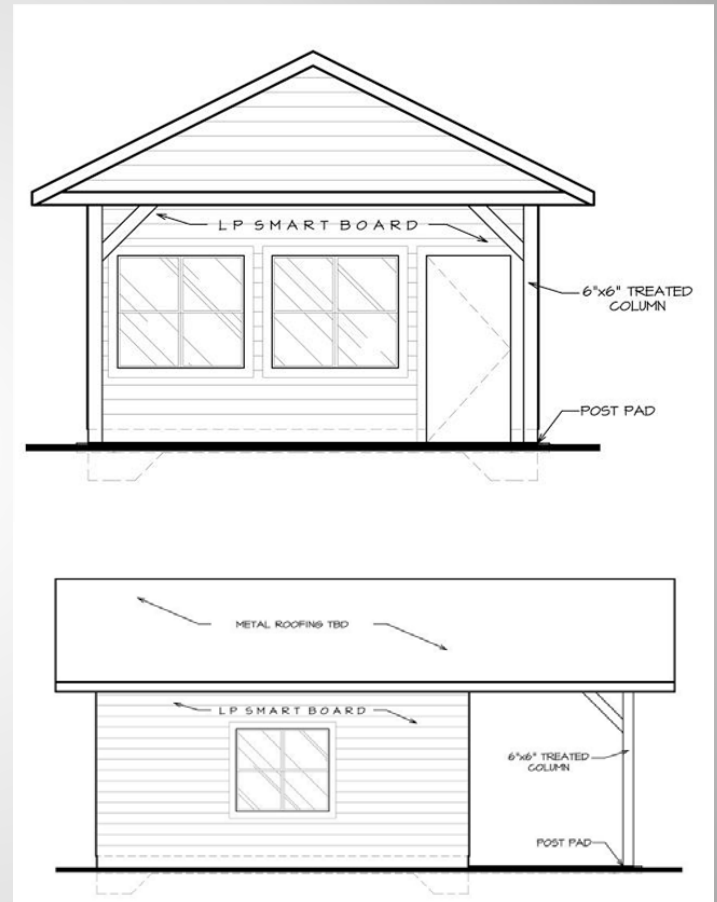 LP SMART BOARD
6"x6" TREATED
COLUMN
POST PAD
METAL ROOFING TBD
LP SMART BOARD
6"x6" TREATED
COLUMN
POST PAD